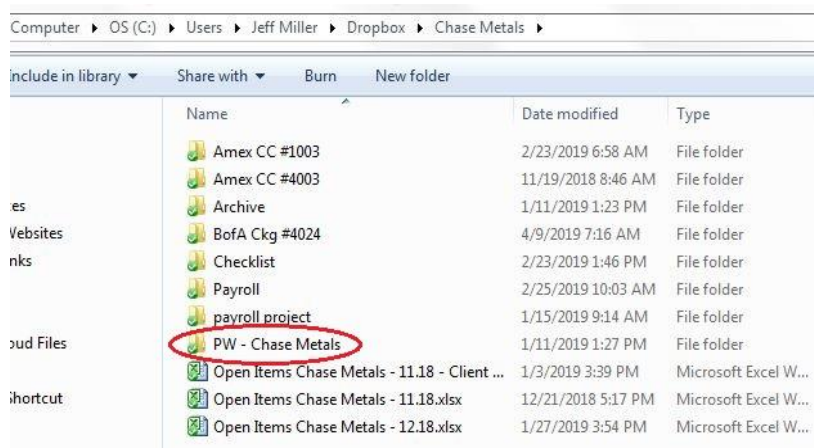 Computer ▸ OS (C:) ▸ Users ▸ Jeff Miller ▸ Dropbox ▸ Chase Metals ▸
Include in library ▾ Share with ▾ Burn New folder
Name Date modified Type
Amex CC #1003 2/23/2019 6:58 AM File folder
Amex CC #4003 11/19/2018 8:46 AM File folder
es Archive 1/11/2019 1:23 PM File folder
Websites BofA Ckg #4024 4/9/2019 7:16 AM File folder
nks Checklist 2/23/2019 1:46 PM File folder
Payroll 2/25/2019 10:03 AM File folder
payroll project 1/15/2019 9:14 AM File folder
oud Files PW - Chase Metals 1/11/2019 1:27 PM File folder
Open Items Chase Metals - 11.18 - Client ... 1/3/2019 3:39 PM Microsoft Excel W...
Shortcut Open Items Chase Metals - 11.18.xlsx 12/21/2018 5:17 PM Microsoft Excel W...
Open Items Chase Metals - 12.18.xlsx 1/27/2019 3:54 PM Microsoft Excel W...